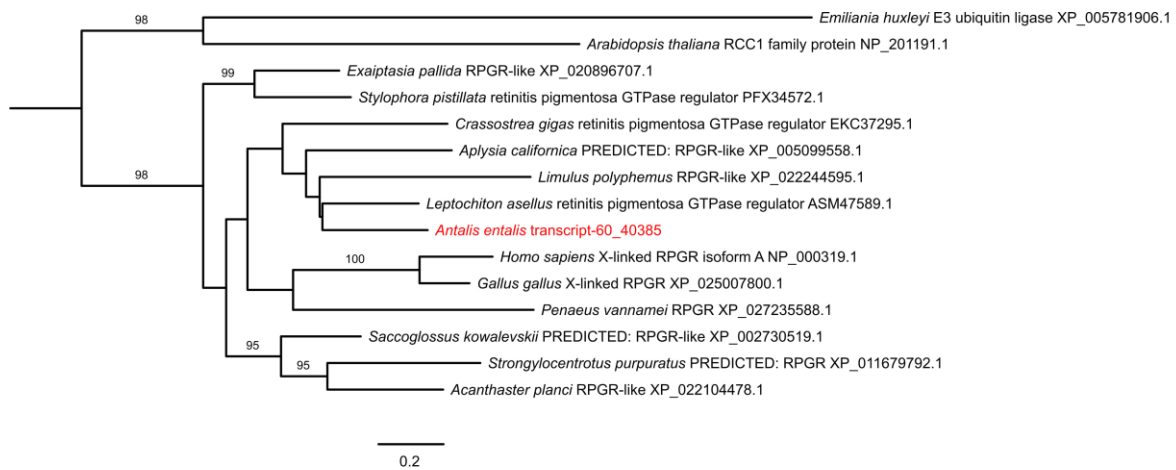 98
Emiliania huxleyi E3 ubiquitin ligase XP_005781906.1
Arabidopsis thaliana RCC1 family protein NP_201191.1
99
Exaiptasia pallida RPGR-like XP_020896707.1
Stylophora pistillata retinitis pigmentosa GTPase regulator PFX34572.1
Crassostrea gigas retinitis pigmentosa GTPase regulator EKC37295.1
Aplysia californica PREDICTED: RPGR-like XP_005099558.1
98
Limulus polyphemus RPGR-like XP_022244595.1
Leptochiton asellus retinitis pigmentosa GTPase regulator ASM47589.1
Antalis entalis transcript-60_40385
100
Homo sapiens X-linked RPGR isoform A NP_000319.1
Gallus gallus X-linked RPGR XP_025007800.1
Penaeus vannamei RPGR XP_027235588.1
Saccoglossus kowalevskii PREDICTED: RPGR-like XP_002730519.1
95
Strongylocentrotus purpuratus PREDICTED: RPGR XP_011679792.1
95
Acanthaster planci RPGR-like XP_022104478.1
0.2